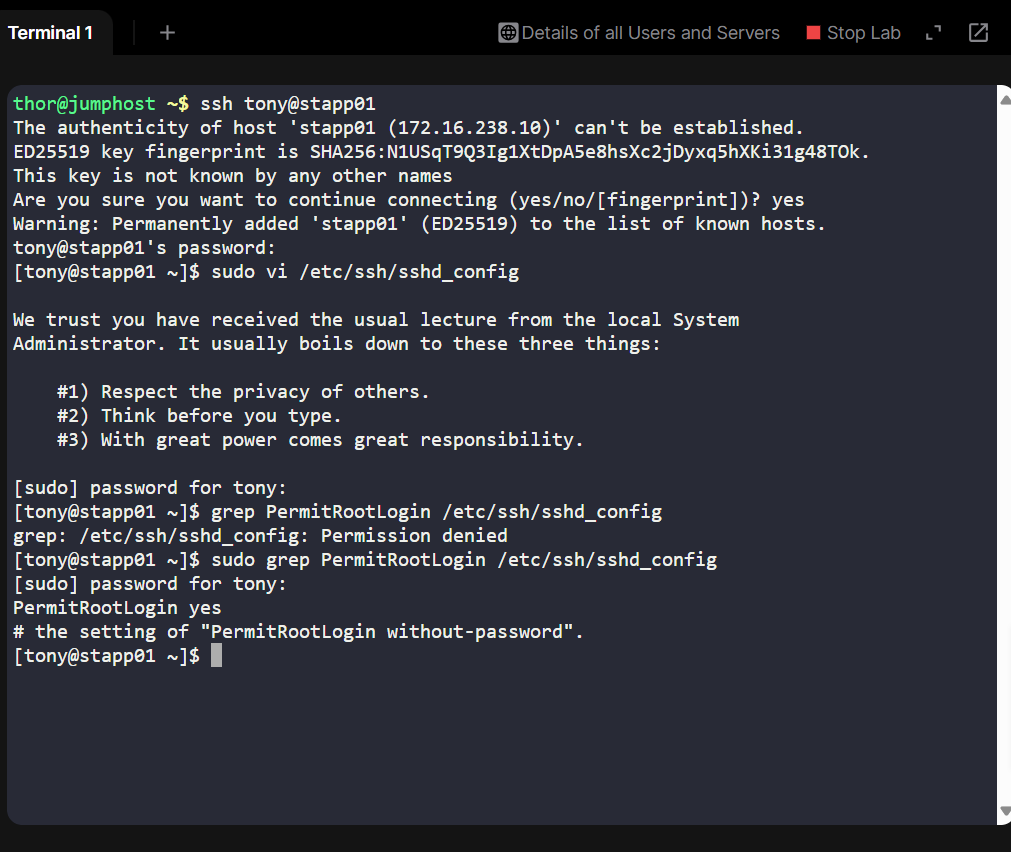 Terminal 1
+
Details of all Users and Servers
Stop Lab
thor@jumphost ~$ ssh tony@stapp01
The authenticity of host 'stapp01 (172.16.238.10)' can't be established.
ED25519 key fingerprint is SHA256:N1USqT9Q3Ig1XtDpA5e8hsXc2jDyxq5hXKi31g48TOk.
This key is not known by any other names
Are you sure you want to continue connecting (yes/no/[fingerprint])? yes
Warning: Permanently added 'stapp01' (ED25519) to the list of known hosts.
tony@stapp01's password:
[tony@stapp01 ~]$ sudo vi /etc/ssh/sshd_config
We trust you have received the usual lecture from the local System
Administrator. It usually boils down to these three things:
#1) Respect the privacy of others.
#2) Think before you type.
#3) With great power comes great responsibility.
[sudo] password for tony:
[tony@stapp01 ~]$ grep PermitRootLogin /etc/ssh/sshd_config
grep: /etc/ssh/sshd_config: Permission denied
[tony@stapp01 ~]$ sudo grep PermitRootLogin /etc/ssh/sshd_config
[sudo] password for tony:
PermitRootLogin yes
# the setting of "PermitRootLogin without-password".
[tony@stapp01 ~]$